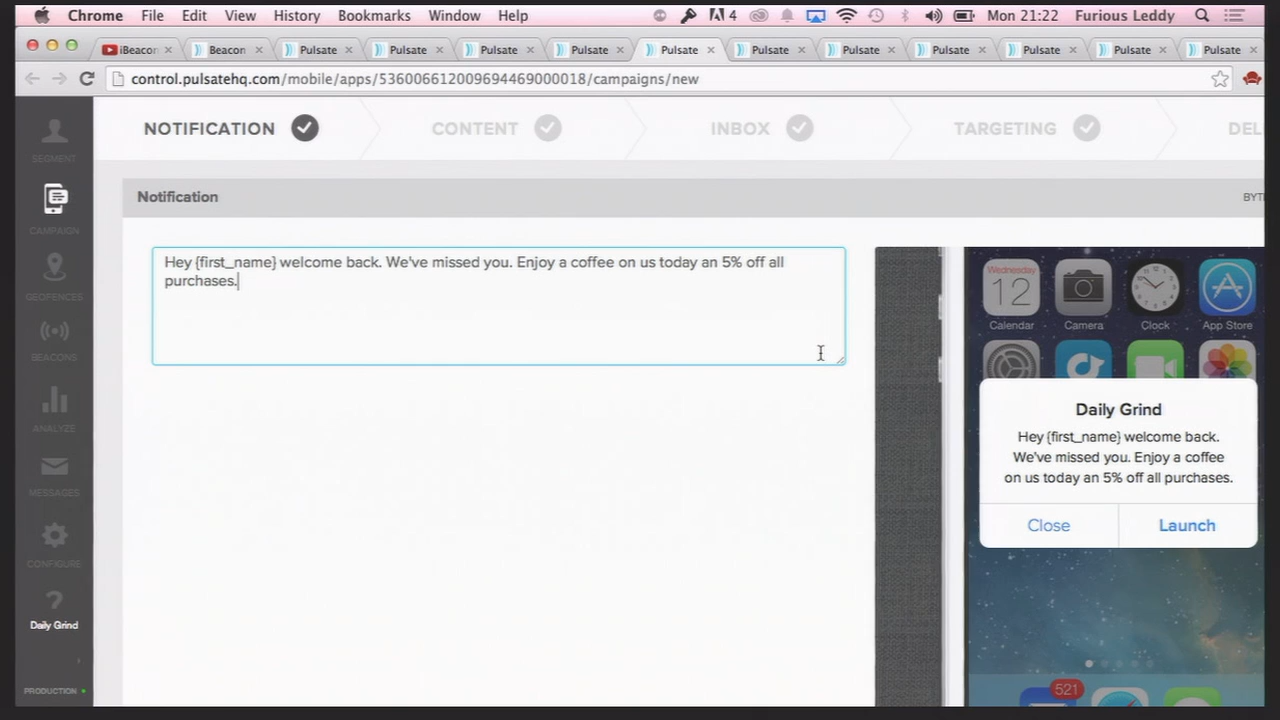 Chrome File Edit View History Bookmarks Window Help 4 Mon 21:22 Furious Leddy
iBeacon Beacon Pulsate Pulsate Pulsate Pulsate Pulsate Pulsate Pulsate Pulsate Pulsate Pulsate Pulsate
control.pulsatehq.com/mobile/apps/536006612009694469000018/campaigns/new
NOTIFICATION CONTENT INBOX TARGETING DEL
SEGMENT
CAMPAIGN
GEOFENCES
BEACONS
ANALYZE
MESSAGES
CONFIGURE
?
Daily Grind
PRODUCTION
Notification
BYT
Hey {first_name} welcome back. We've missed you. Enjoy a coffee on us today an 5% off all
purchases.
Wednesday
12
Calendar Camera Clock App Store
Daily Grind
Hey {first_name} welcome back.
We've missed you. Enjoy a coffee
on us today an 5% off all purchases.
Close Launch
521